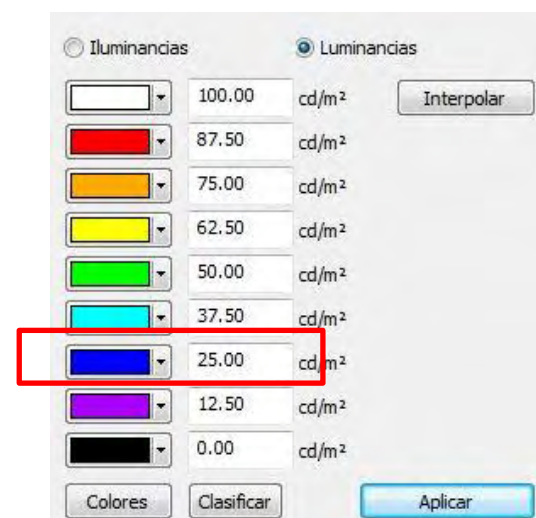 Iluminancias Luminancias
100.00 cd/m² Interpolar
87.50 cd/m²
75.00 cd/m²
62.50 cd/m²
50.00 cd/m²
37.50 cd/m²
25.00 cd/m²
12.50 cd/m²
0.00 cd/m²
Colores Clasificar Aplicar